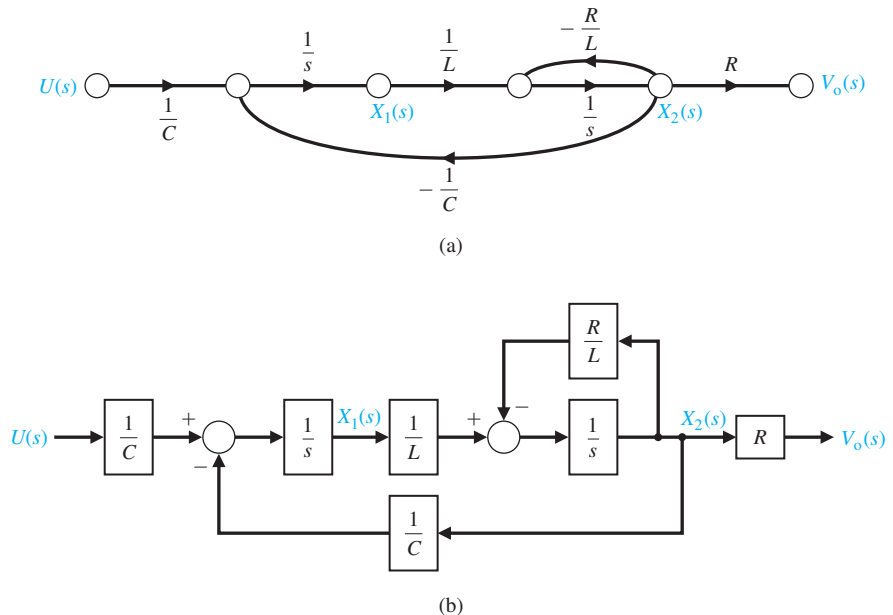 -R/L
1/s
1/L
R
U(s)
V₀(s)
1/C
X₁(s)
1/s
X₂(s)
-1/C
(a)
R/L
-
X₁(s)
X₂(s)
+
+
U(s)
1/C
1/s
1/L
1/s
R
V₀(s)
-
1/C
(b)